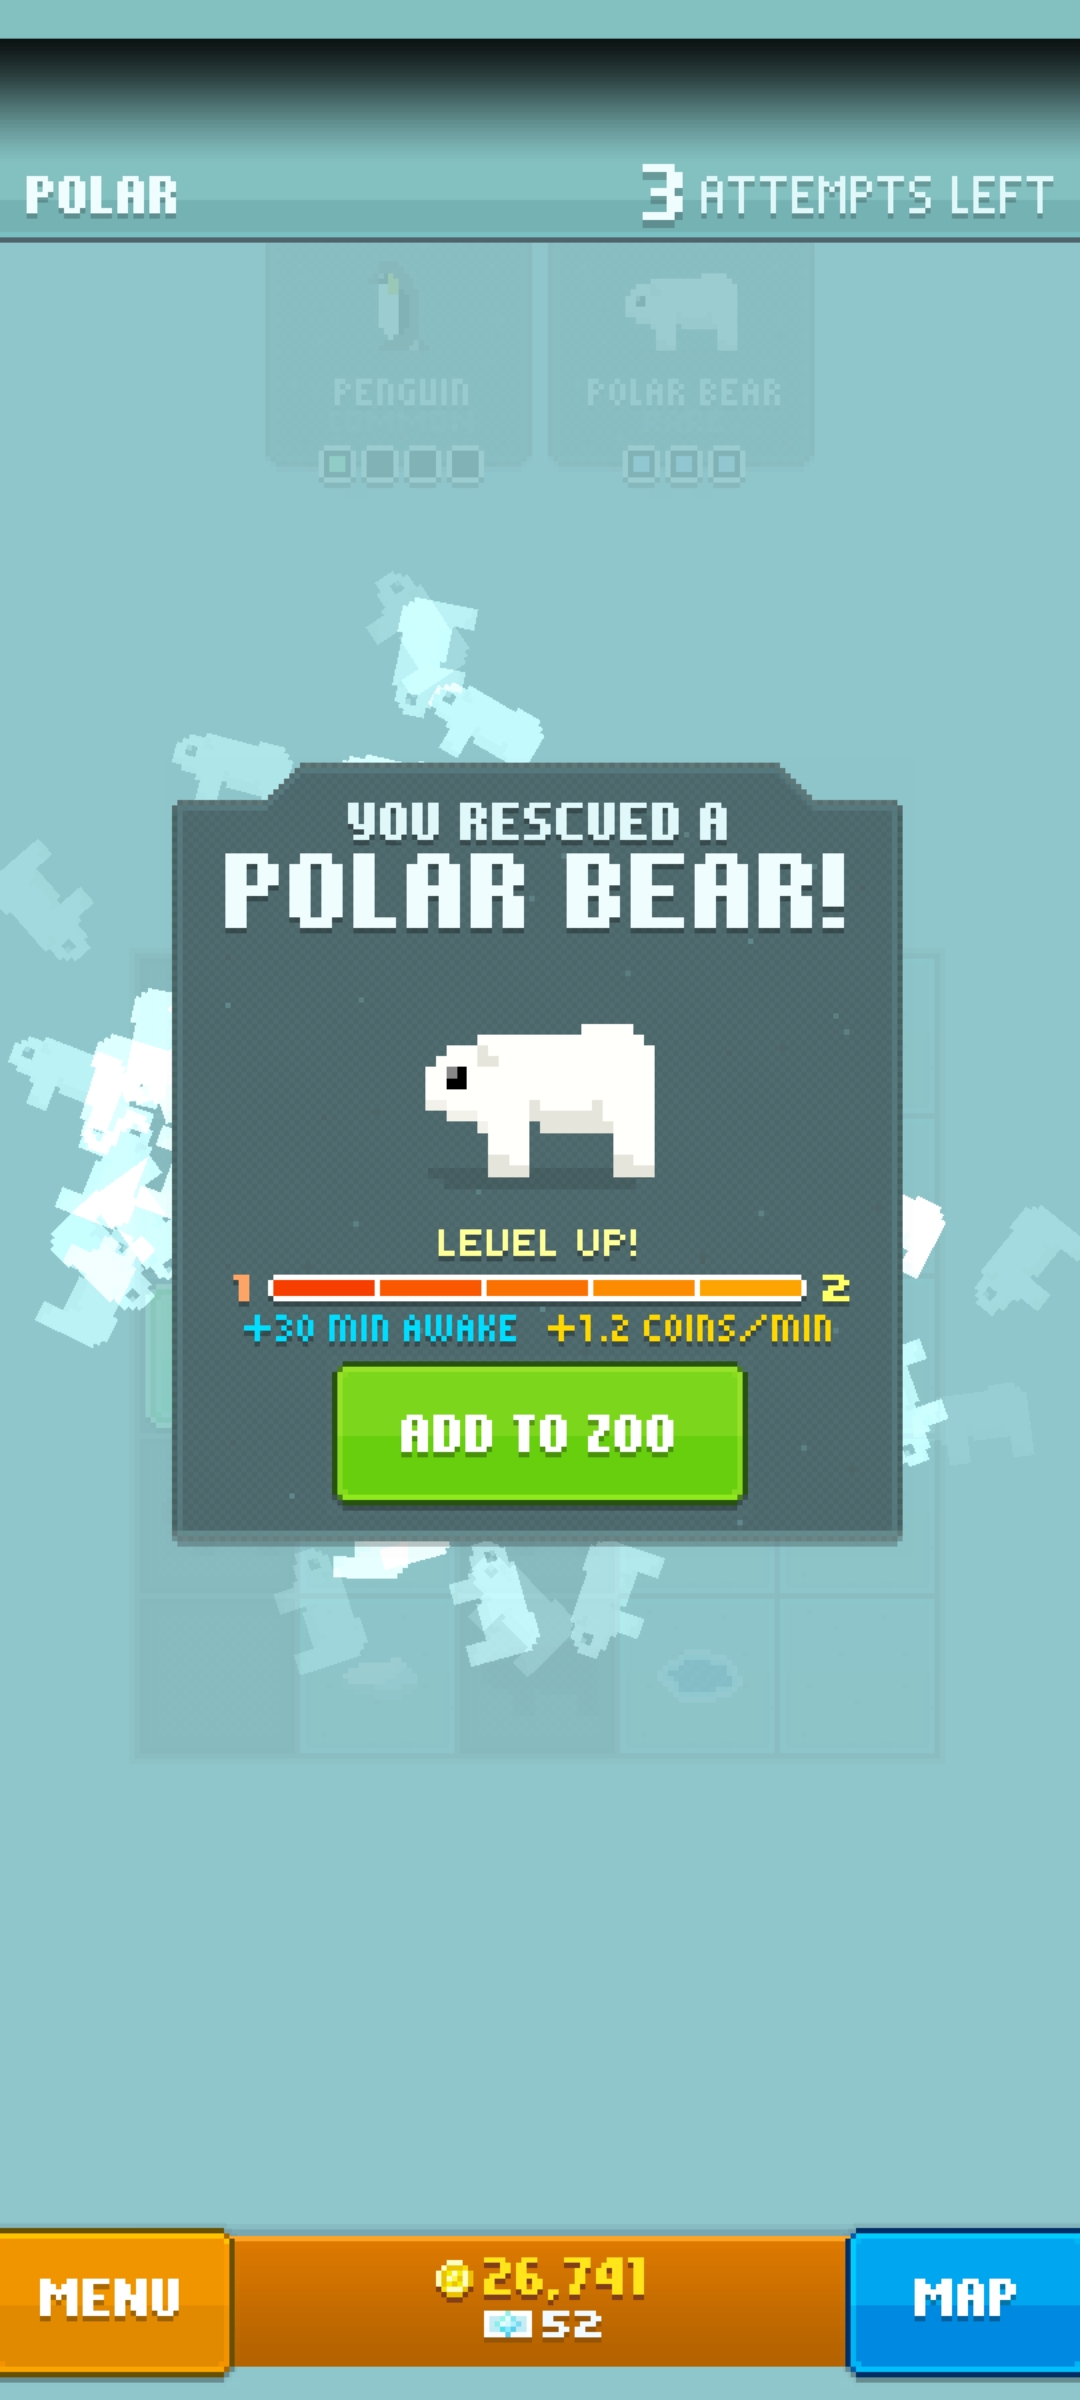 POLAR
3 ATTEMPTS LEFT
PENGUIN
POLAR BEAR
YOU RESCUED A
POLAR BEAR!
LEVEL UP!
1 2
+30 MIN AWAKE +1.2 COINS/MIN
ADD TO ZOO
MENU
26,741
52
MAP